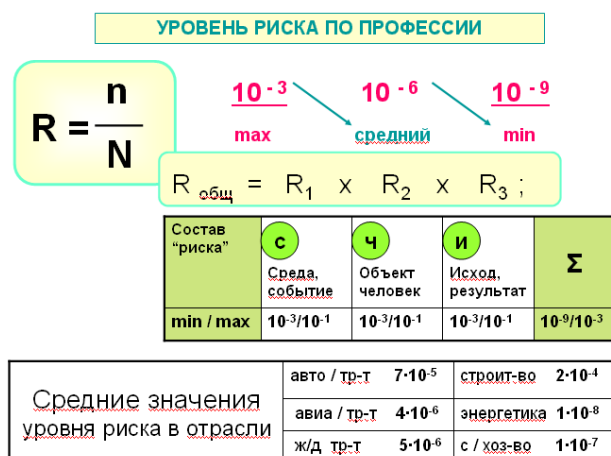 УРОВЕНЬ РИСКА ПО ПРОФЕССИИ
R = n / N
10 - 3 10 - 6 10 - 9
max средний min
R общ = R1 x R2 x R3 ;
Состав "риска" с ч и Σ
Среда, событие Объект человек Исход, результат
min / max 10-3/10-1 10-3/10-1 10-3/10-1 10-9/10-3
Средние значения уровня риска в отрасли
авто / тр-т 7·10-5 строит-во 2·10-4
авиа / тр-т 4·10-6 энергетика 1·10-8
ж/д тр-т 5·10-6 с / хоз-во 1·10-7